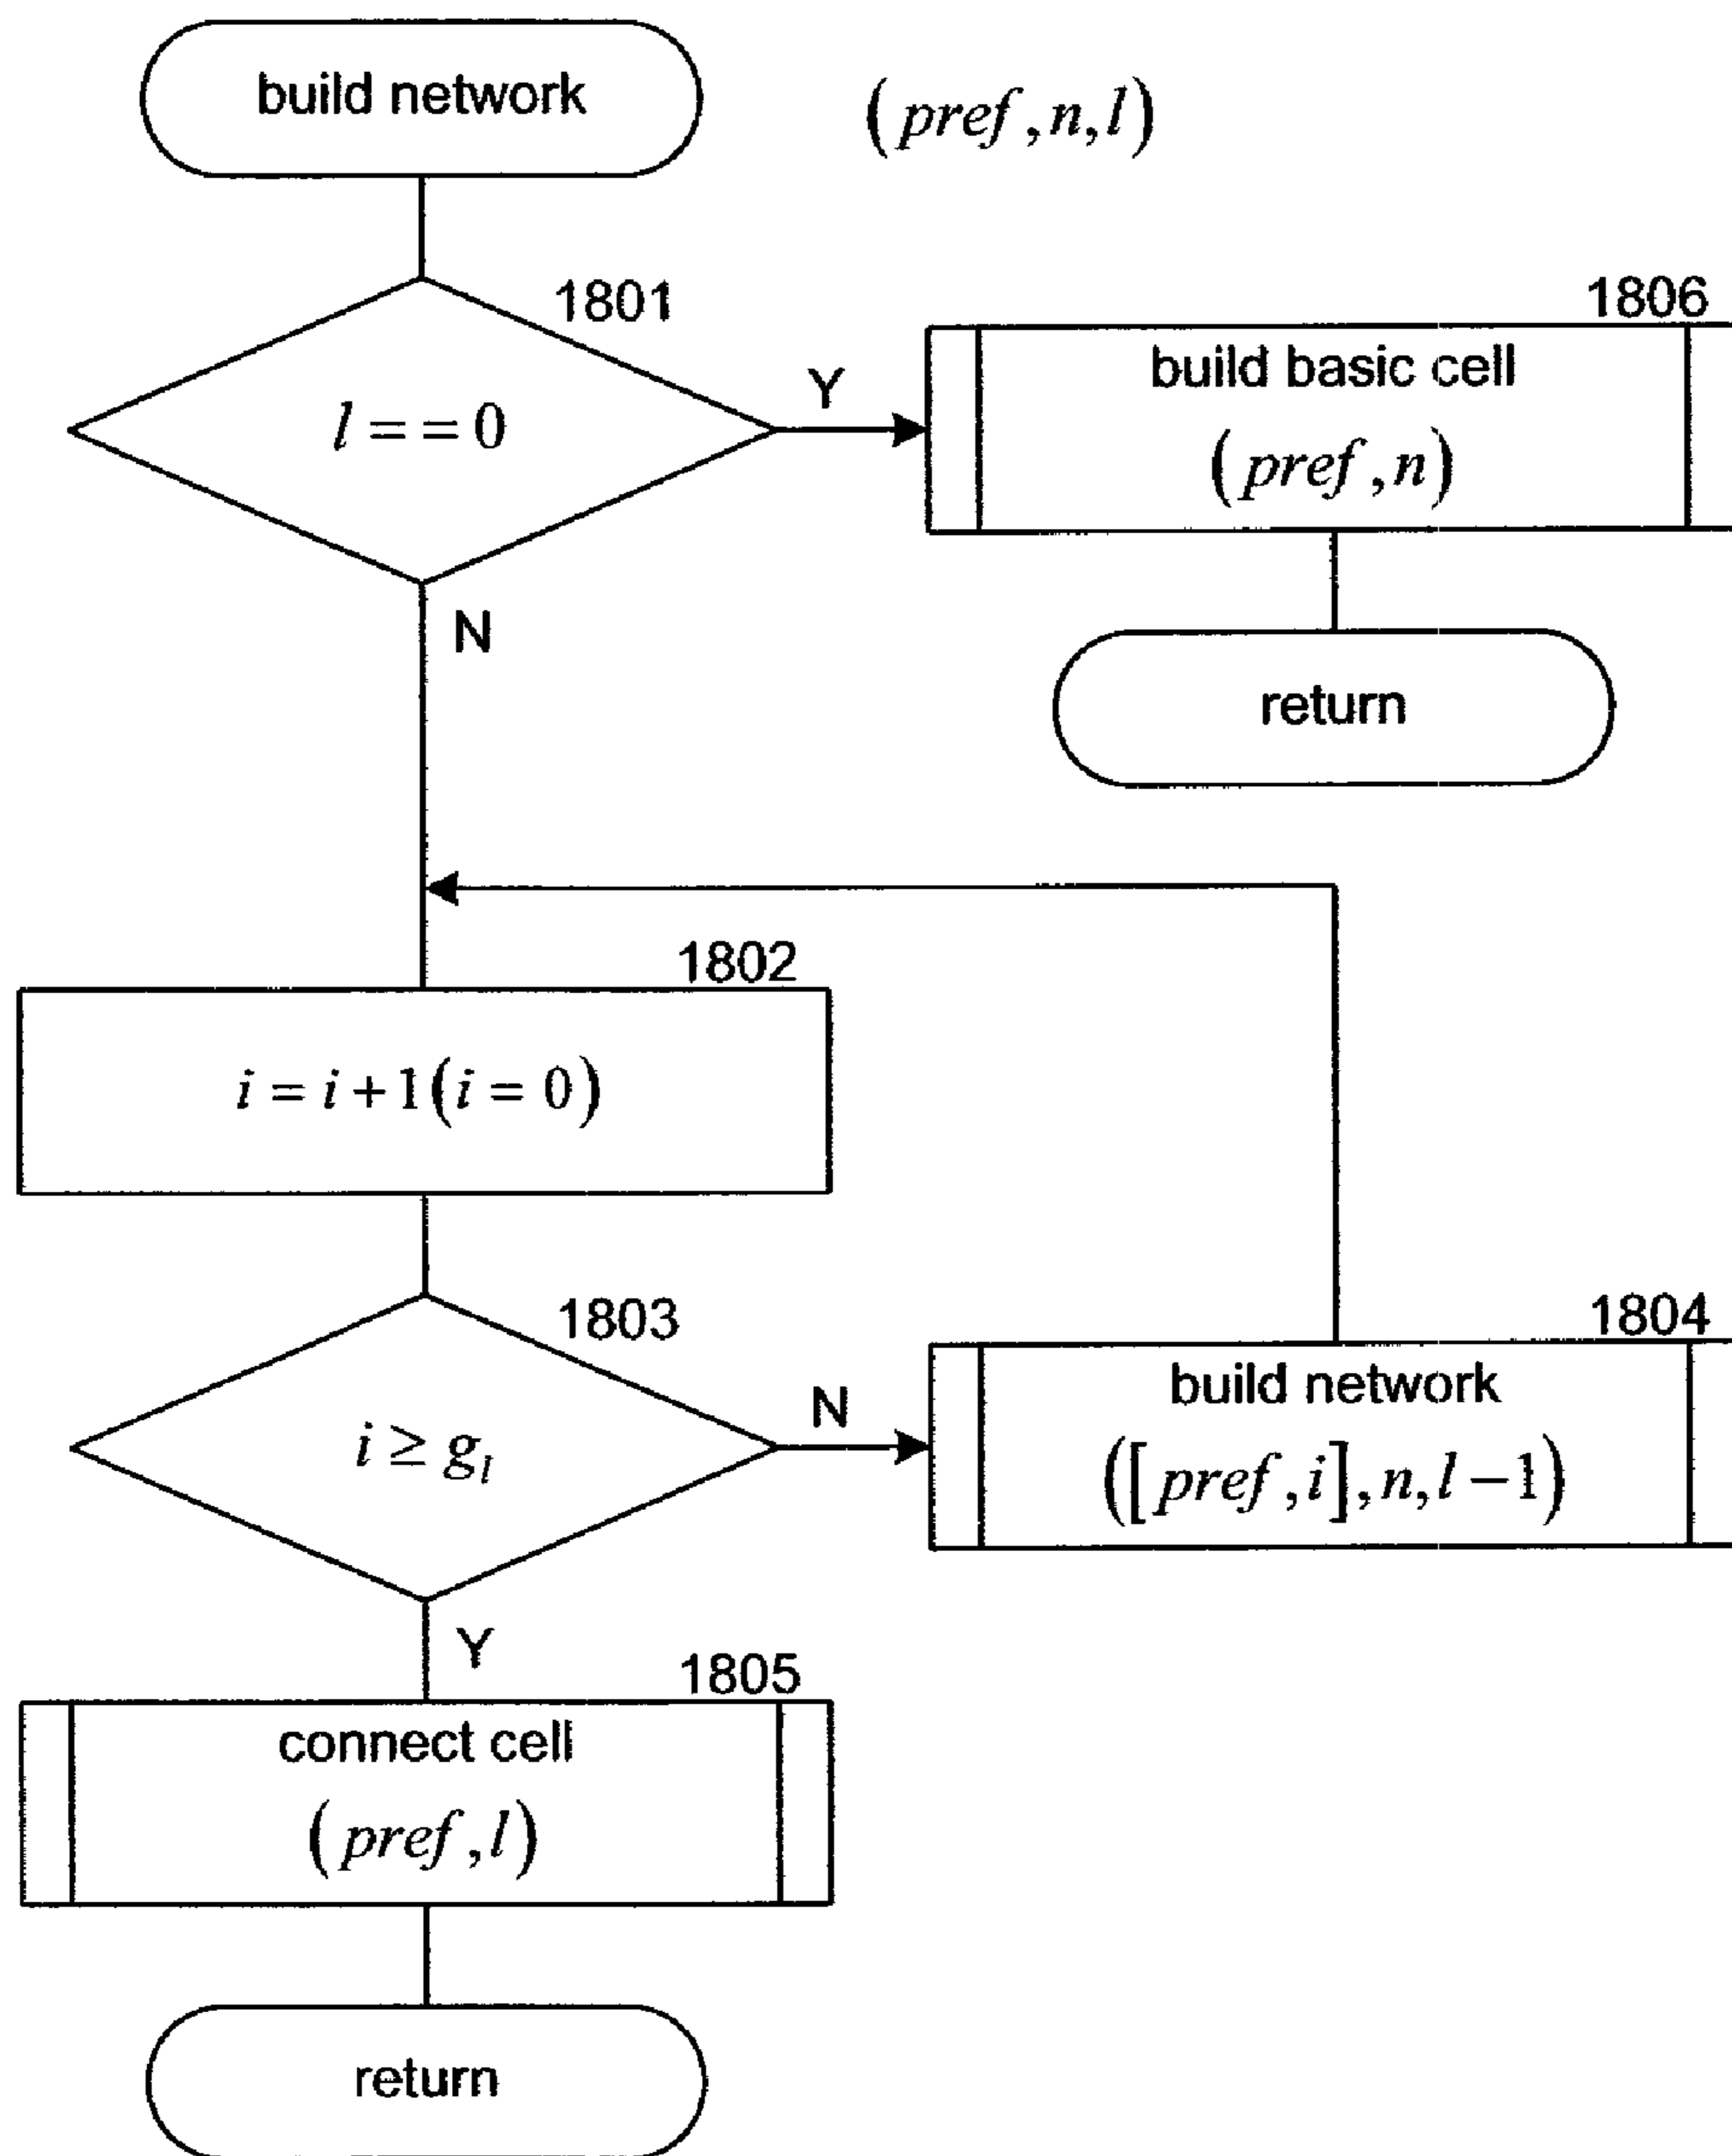 build network
(pref, n, l)
1801
l == 0
Y
1806
build basic cell
(pref, n)
return
N
1802
i = i + 1(i = 0)
1803
i ≥ g_l
N
1804
build network
([pref, i], n, l − 1)
Y
1805
connect cell
(pref, l)
return